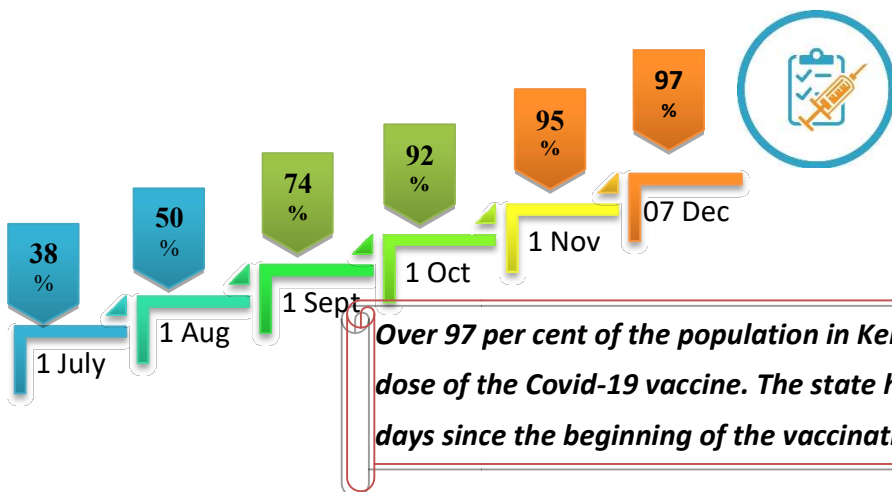 38
%
1 July
50
%
1 Aug
74
%
1 Sept
92
%
1 Oct
95
%
1 Nov
97
%
07 Dec
Over 97 per cent of the population in
dose of the Covid-19 vaccine. The state
days since the beginning of the